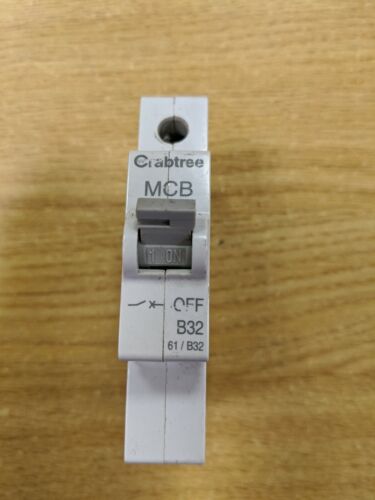 Crabtree
MCB
I ON
OFF
B32
61 / B32